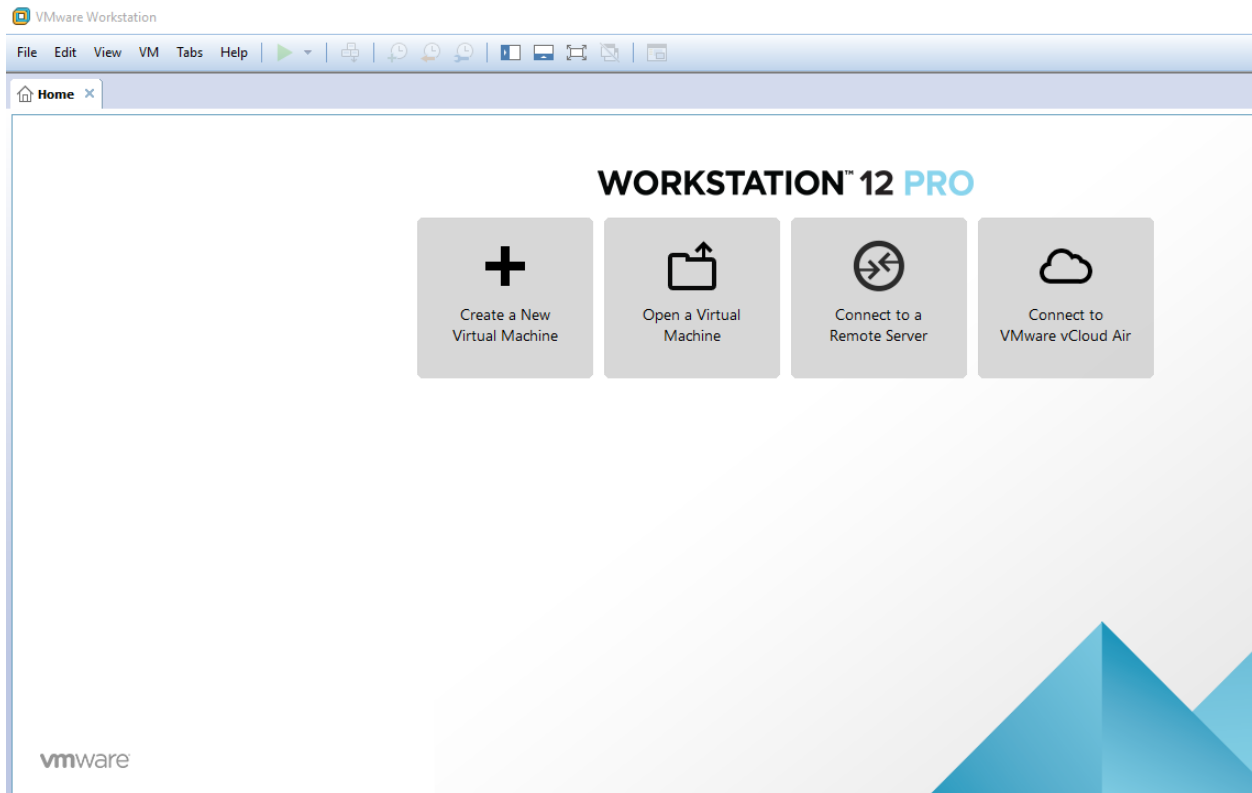 VMware Workstation
File Edit View VM Tabs Help
Home
WORKSTATION™ 12 PRO
Create a New
Virtual Machine
Open a Virtual
Machine
Connect to a
Remote Server
Connect to
VMware vCloud Air
vmware